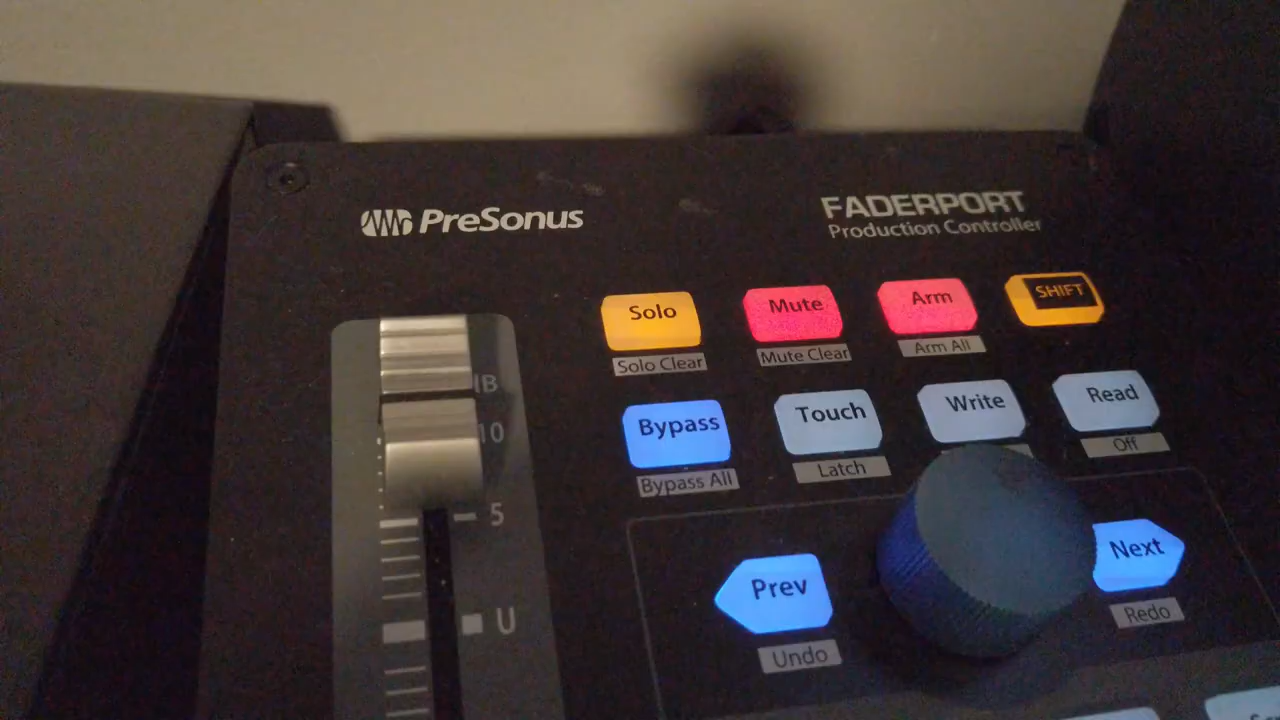 PreSonus
FADERPORT
Production Controller
Solo
Mute
Arm
SHIFT
Solo Clear
Mute Clear
Arm All
Bypass
Touch
Write
Read
Bypass All
Latch
Off
10
5
U
Prev
Next
Undo
Redo